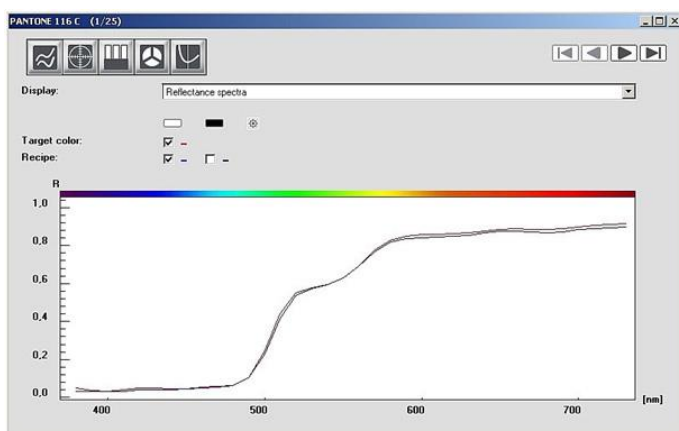 PANTONE 116 C (1/25)
Display:
Reflectance spectra
Target color:
Recipe:
R
1,0
0,8
0,6
0,4
0,2
0,0
400
500
600
700
[nm]